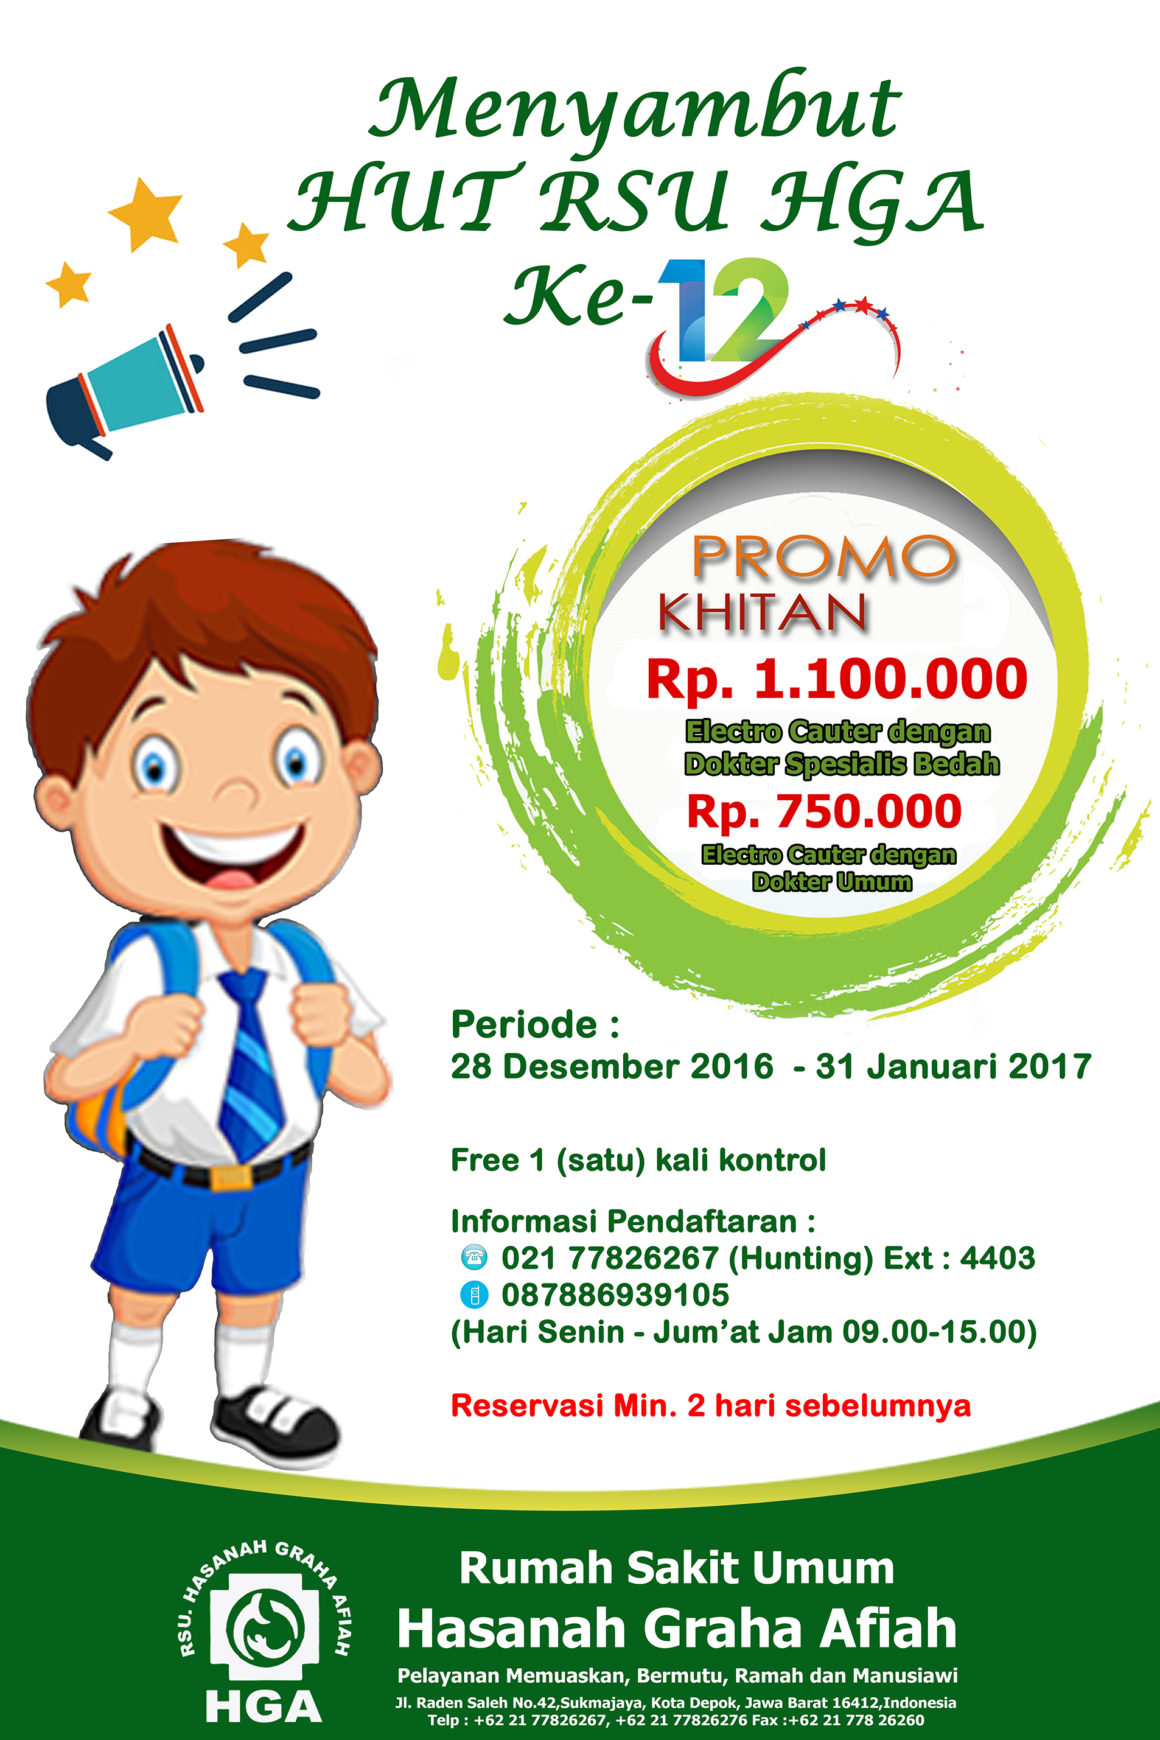 Menyambut
HUT RSU HGA
Ke-12
PROMO
KHITAN
Rp. 1.100.000
Electro Cauter dengan
Dokter Spesialis Bedah
Rp. 750.000
Electro Cauter dengan
Dokter Umum
Periode :
28 Desember 2016 - 31 Januari 2017
Free 1 (satu) kali kontrol
Informasi Pendaftaran :
021 77826267 (Hunting) Ext : 4403
087886939105
(Hari Senin - Jum’at Jam 09.00-15.00)
Reservasi Min. 2 hari sebelumnya
RSU. HASANAH GRAHA AFIAH
HGA
Rumah Sakit Umum
Hasanah Graha Afiah
Pelayanan Memuaskan, Bermutu, Ramah dan Manusiawi
Jl. Raden Saleh No.42,Sukmajaya, Kota Depok, Jawa Barat 16412,Indonesia
Telp : +62 21 77826267, +62 21 77826276 Fax :+62 21 778 26260